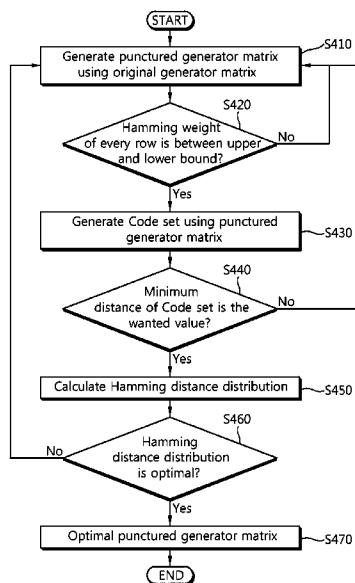 START
S410
Generate punctured generator matrix
using original generator matrix
S420
Hamming weight
of every row is between upper
and lower bound?
No
Yes
S430
Generate Code set using punctured
generator matrix
S440
Minimum
distance of Code set is the
wanted value?
No
Yes
Calculate Hamming distance distribution
S450
S460
No
Hamming
distance distribution
is optimal?
Yes
Optimal punctured generator matrix
S470
END